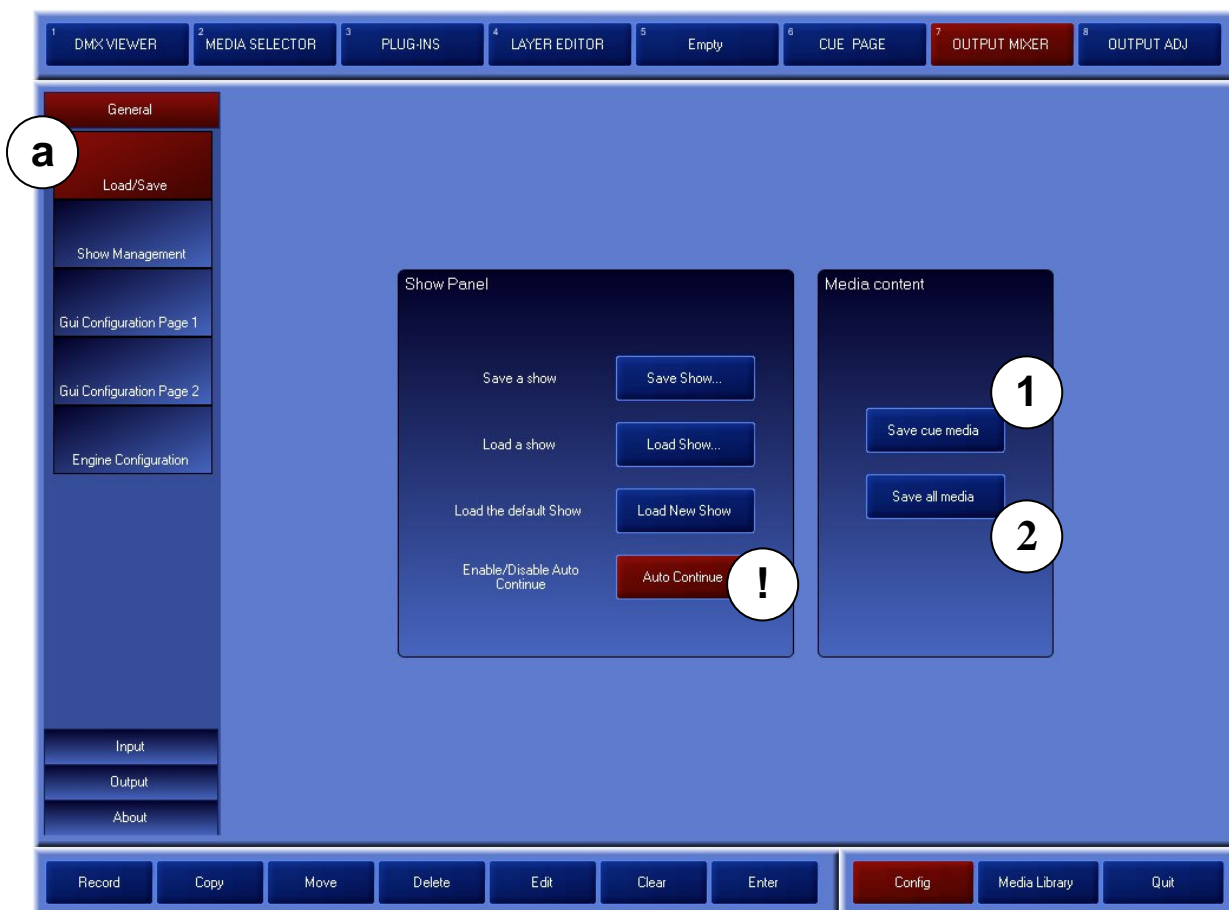 1 DMX VIEWER
2 MEDIA SELECTOR
3 PLUG-INS
4 LAYER EDITOR
5 Empty
6 CUE PAGE
7 OUTPUT MIXER
8 OUTPUT ADJ
General
a
Load/Save
Show Management
Gui Configuration Page 1
Gui Configuration Page 2
Engine Configuration
Input
Output
About
Show Panel
Save a show
Save Show...
Load a show
Load Show...
Load the default Show
Load New Show
Enable/Disable Auto
Continue
Auto Continue
!
Media content
1
Save cue media
Save all media
2
Record
Copy
Move
Delete
Edit
Clear
Enter
Config
Media Library
Quit